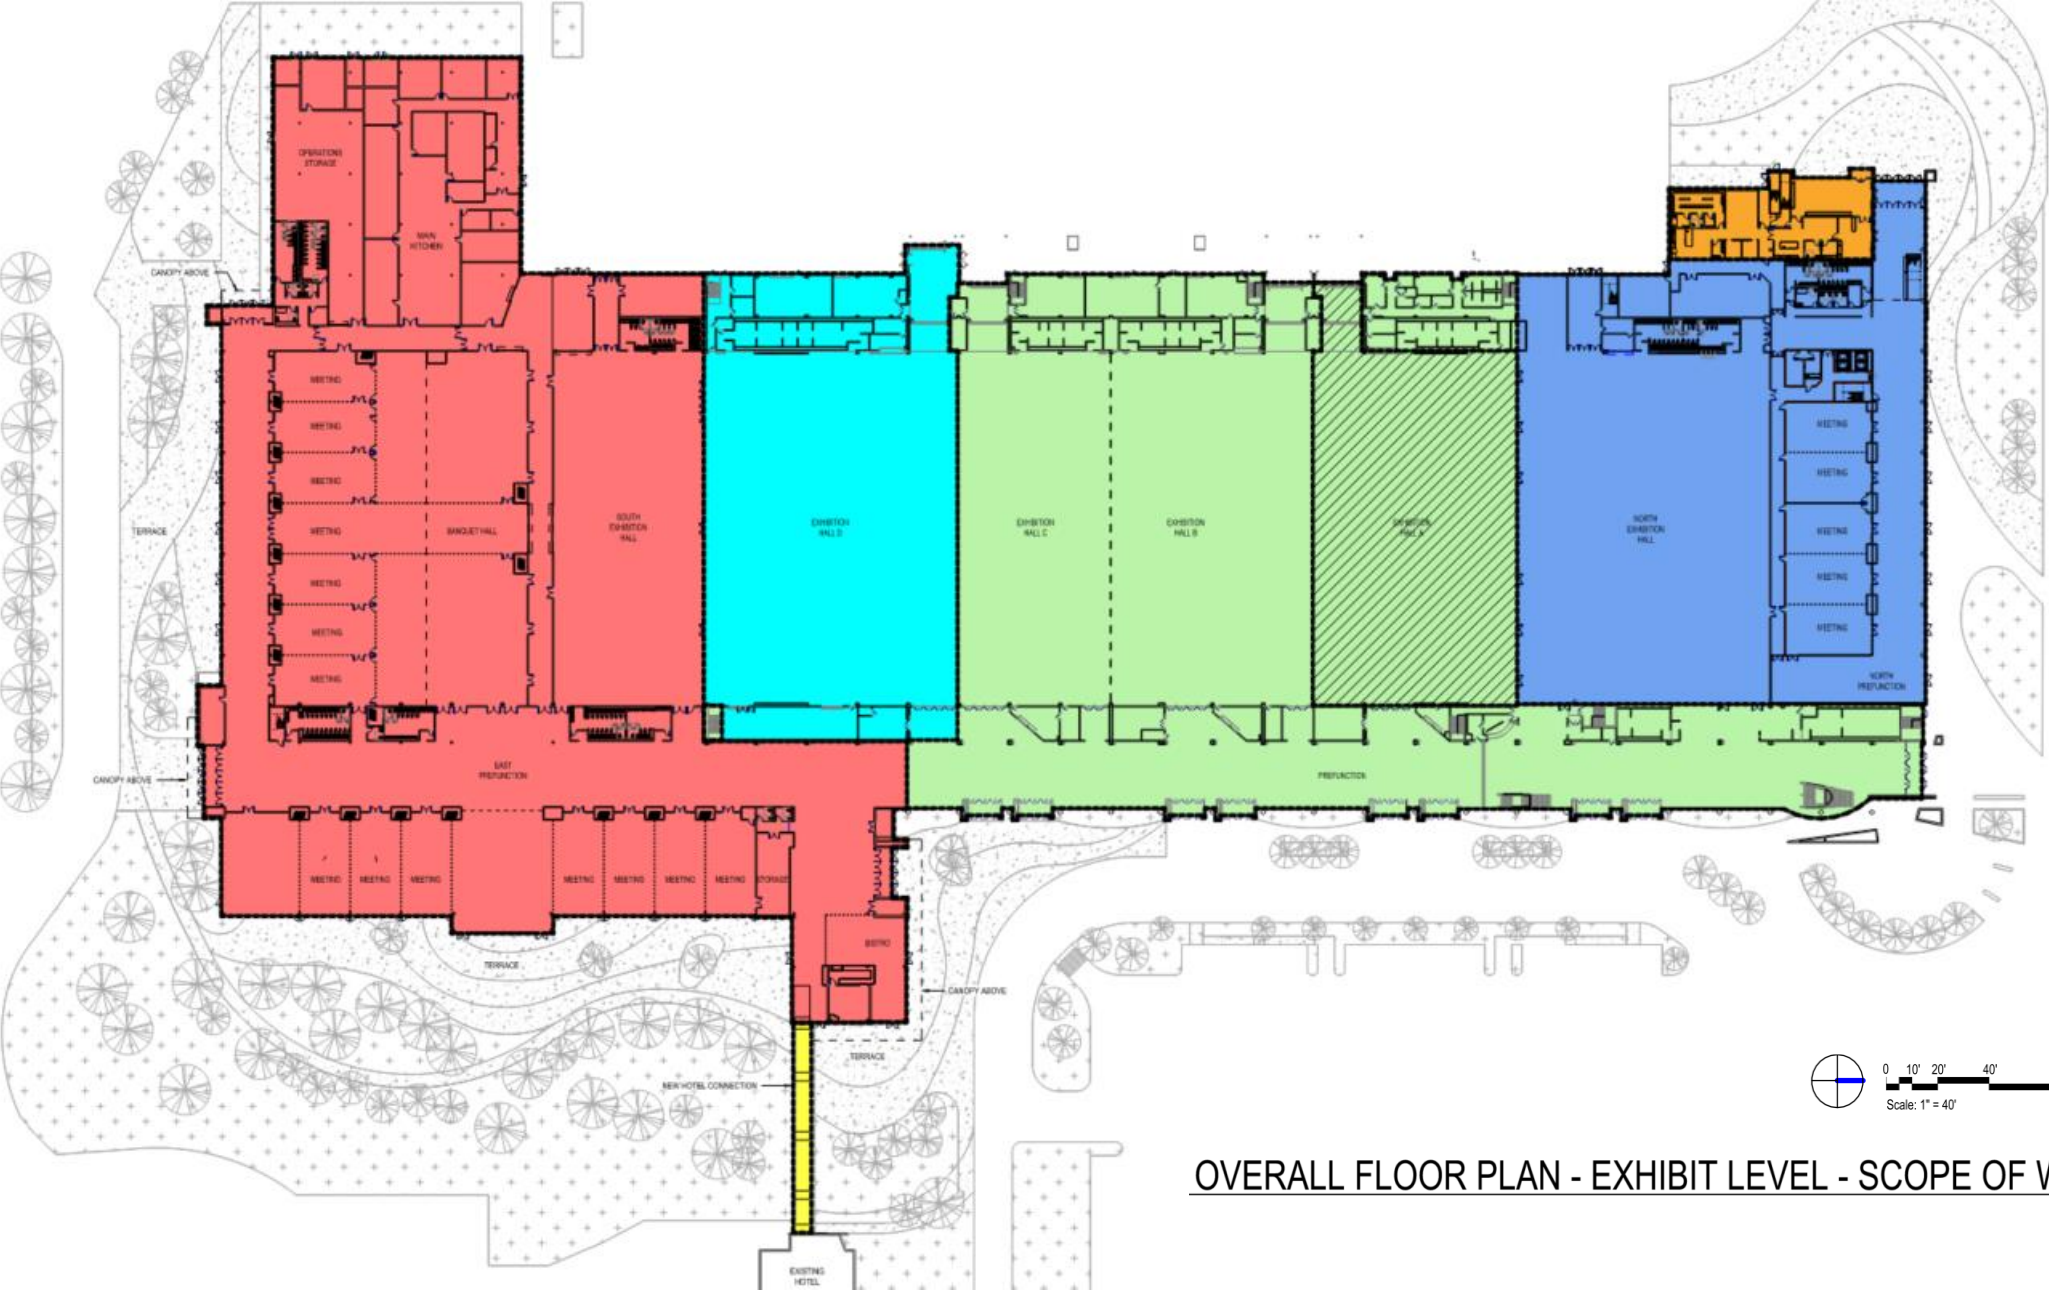 OPERATIONS
STORAGE
MAIN
KITCHEN
CANOPY ABOVE
MEETING
MEETING
MEETING
MEETING
MEETING
MEETING
MEETING
TERRACE
BANQUET HALL
SOUTH
EXHIBITION
HALL
EXHIBITION
HALL D
EXHIBITION
HALL C
EXHIBITION
HALL B
EXHIBITION
HALL A
NORTH
EXHIBITION
HALL
MEETING
MEETING
MEETING
MEETING
MEETING
NORTH
PREFUNCTION
EAST
PREFUNCTION
PREFUNCTION
CANOPY ABOVE
MEETING
MEETING
MEETING
MEETING
MEETING
MEETING
MEETING
STORAGE
BISTRO
TERRACE
CANOPY ABOVE
TERRACE
NEW HOTEL CONNECTION
EXISTING
HOTEL
0 10' 20' 40'
Scale: 1" = 40'
OVERALL FLOOR PLAN - EXHIBIT LEVEL - SCOPE OF